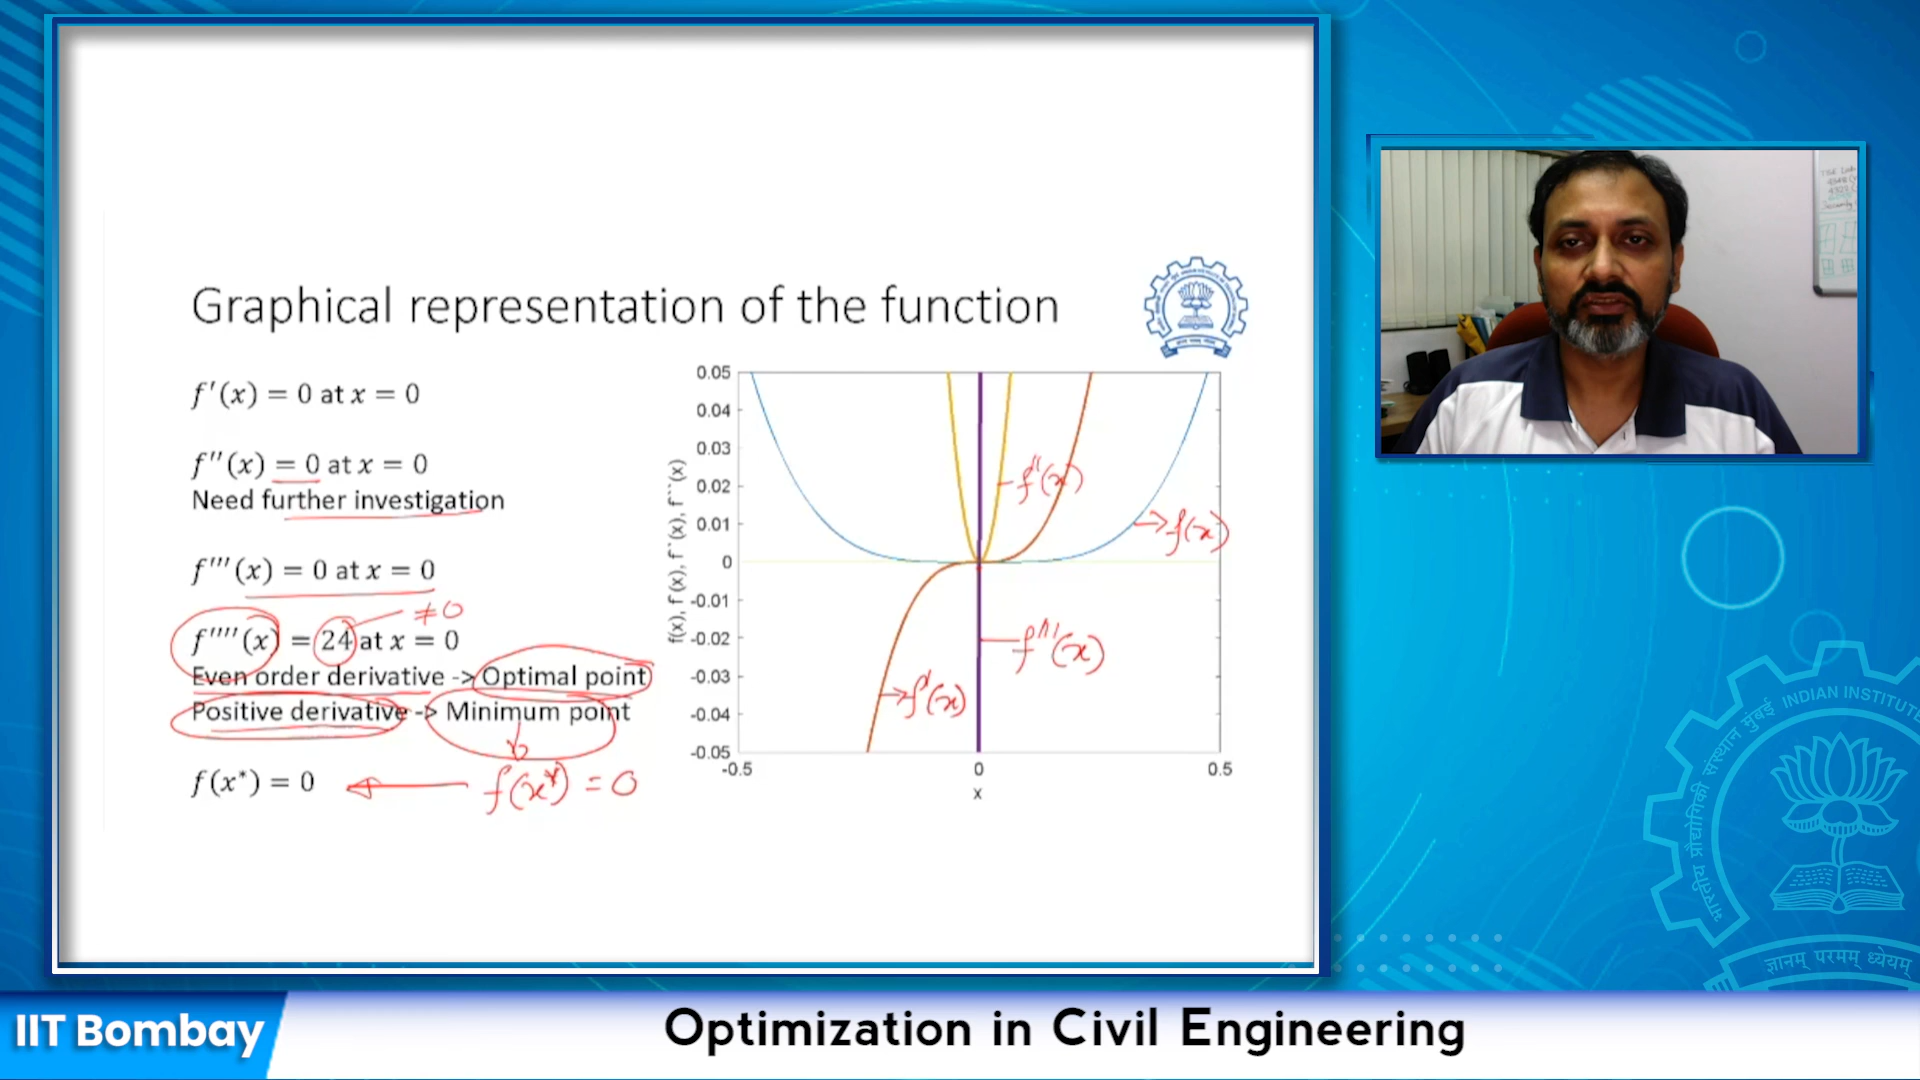 Graphical representation of the function
f'(x) = 0 at x = 0
f''(x) = 0 at x = 0
Need further investigation
f'''(x) = 0 at x = 0
≠0
f''''(x) = 24 at x = 0
Even order derivative -> Optimal point
Positive derivative -> Minimum point
f(x*) = 0
f(x*) = 0
0.05
0.04
0.03
0.02
0.01
0
-0.01
-0.02
-0.03
-0.04
-0.05
-0.5
0
0.5
x
f(x), f`(x), f``(x), f```(x)
f''(x)
f(x)
f'''(x)
f'(x)
INDIAN INSTITUTE
भारतीय प्रौद्योगिकी संस्थान मुंबई
ज्ञानम् परमम् ध्येयम्
IIT Bombay
Optimization in Civil Engineering